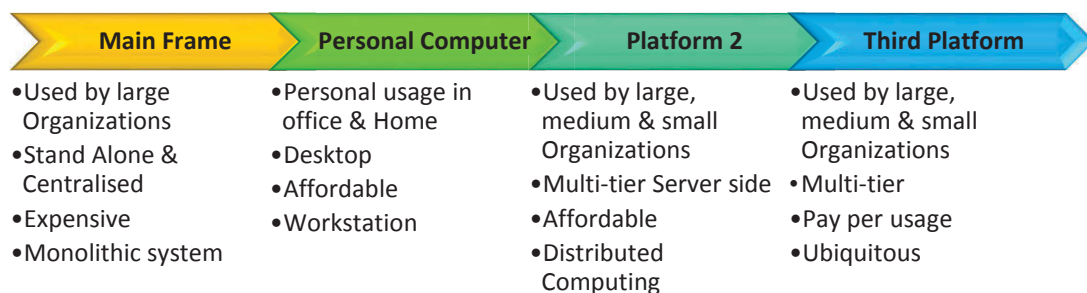 Main Frame
Personal Computer
Platform 2
Third Platform
•Used by large
Organizations
•Stand Alone &
Centralised
•Expensive
•Monolithic system
•Personal usage in
office & Home
•Desktop
•Affordable
•Workstation
•Used by large,
medium & small
Organizations
•Multi-tier Server side
•Affordable
•Distributed
Computing
•Used by large,
medium & small
Organizations
•Multi-tier
•Pay per usage
•Ubiquitous